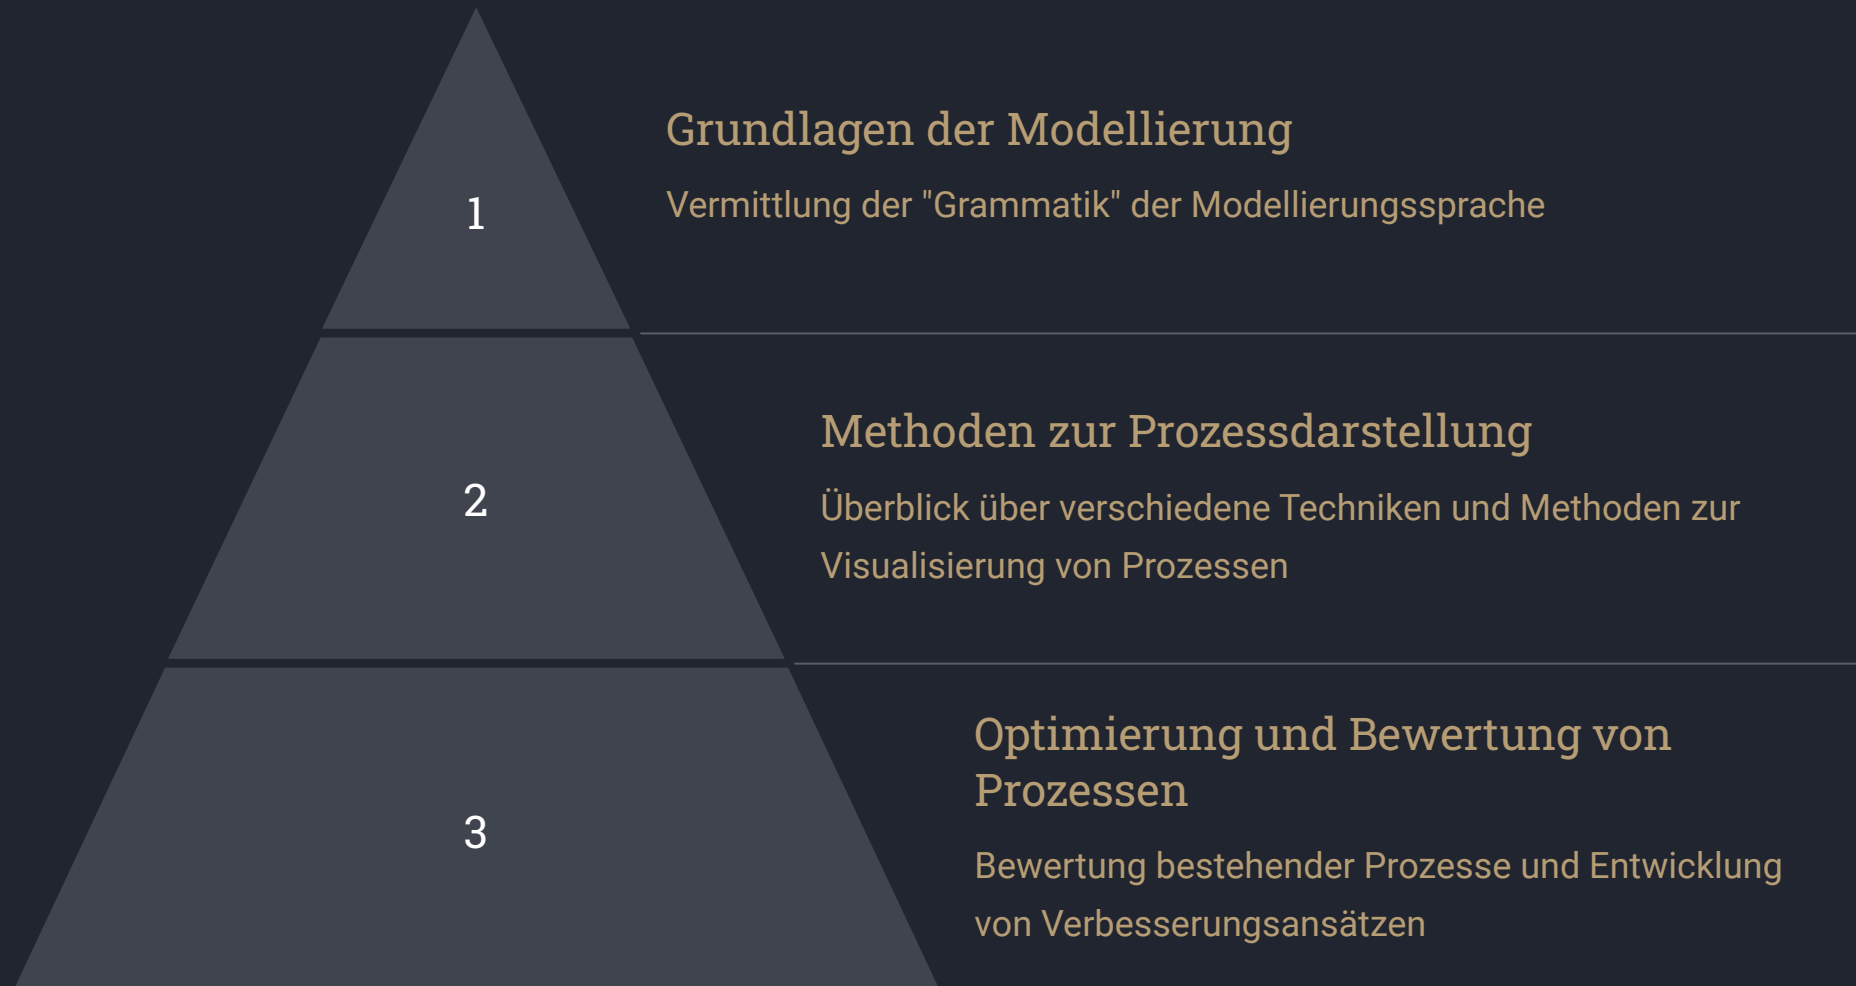 1
Grundlagen der Modellierung
Vermittlung der "Grammatik" der Modellierungssprache
2
Methoden zur Prozessdarstellung
Überblick über verschiedene Techniken und Methoden zur
Visualisierung von Prozessen
3
Optimierung und Bewertung von
Prozessen
Bewertung bestehender Prozesse und Entwicklung
von Verbesserungsansätzen